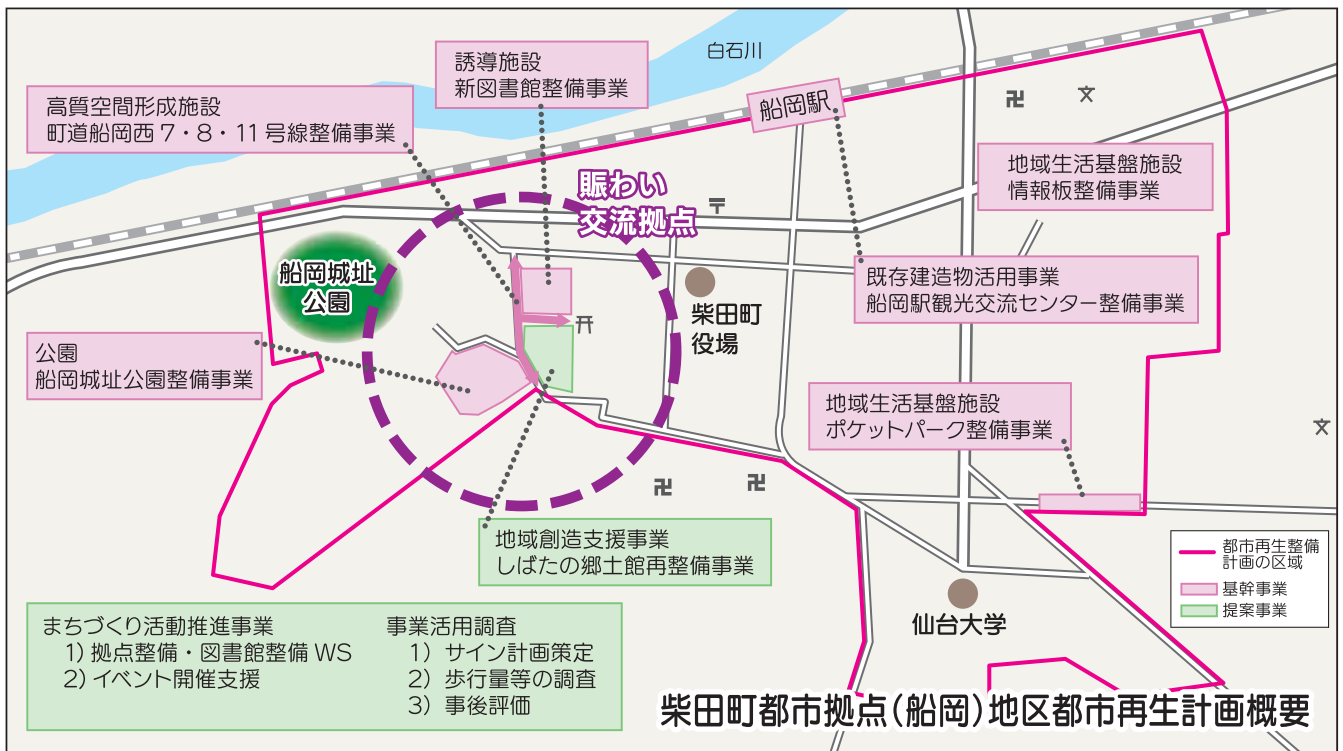 白石川
誘導施設
新図書館整備事業
高質空間形成施設
町道船岡西7・8・11号線整備事業
船岡駅
地域生活基盤施設
情報板整備事業
賑わい
交流拠点
船岡城址
公園
既存建造物活用事業
船岡駅観光交流センター整備事業
柴田町
役場
公園
船岡城址公園整備事業
地域生活基盤施設
ポケットパーク整備事業
地域創造支援事業
しばたの郷土館再整備事業
都市再生整備
計画の区域
基幹事業
提案事業
仙台大学
まちづくり活動推進事業
1)拠点整備・図書館整備WS
2)イベント開催支援
事業活用調査
1) サイン計画策定
2) 歩行量等の調査
3) 事後評価
柴田町都市拠点(船岡)地区都市再生計画概要